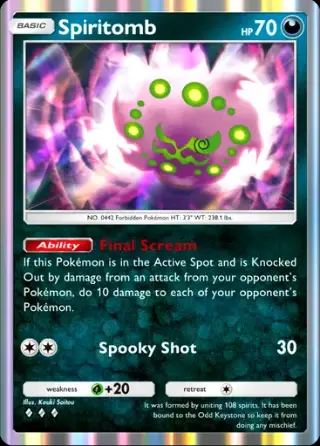 BASIC Spiritomb HP 70
NO. 0442 Forbidden Pokémon HT: 3'3" WT: 238.1 lbs.
Ability Final Scream
If this Pokémon is in the Active Spot and is Knocked
Out by damage from an attack from your opponent's
Pokémon, do 10 damage to each of your opponent's
Pokémon.
Spooky Shot 30
weakness +20 retreat
Illus. Kouki Saitou
It was formed by uniting 108 spirits. It has been
bound to the Odd Keystone to keep it from
doing any mischief.